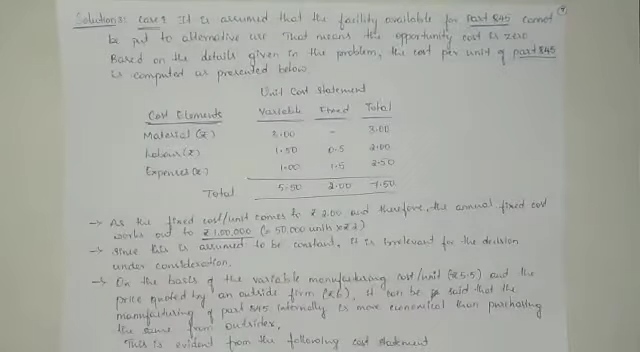 Solution 3: Case 1 It is assumed that the facility available for Part 845 cannot
be put to alternative use. That means the opportunity cost is zero
Based on the details given in the problem, the cost per unit of part 845
is computed as presented below
Unit Cost Statement
Cost Elements Variable Fixed Total
Material (₹) 3.00 - 3.00
Labour (₹) 1.50 0.5 2.00
Expenses (₹) 1.00 1.5 2.50
Total 5.50 2.00 7.50
→ As the fixed cost/unit comes to ₹ 2.00 and therefore, the annual fixed cost
works out to ₹ 1,00,000 (50,000 units
→ Since this is assumed to be constant, it is irrelevant for the decision
under consideration.
→ On the basis of the variable manufacturing cost/unit (₹5.5) and the
price quoted by an outside firm (₹6), it can be said that the
manufacturing of part 845 internally is more economical than purchasing
the same from outsiders,
This is evident from the following cost statement